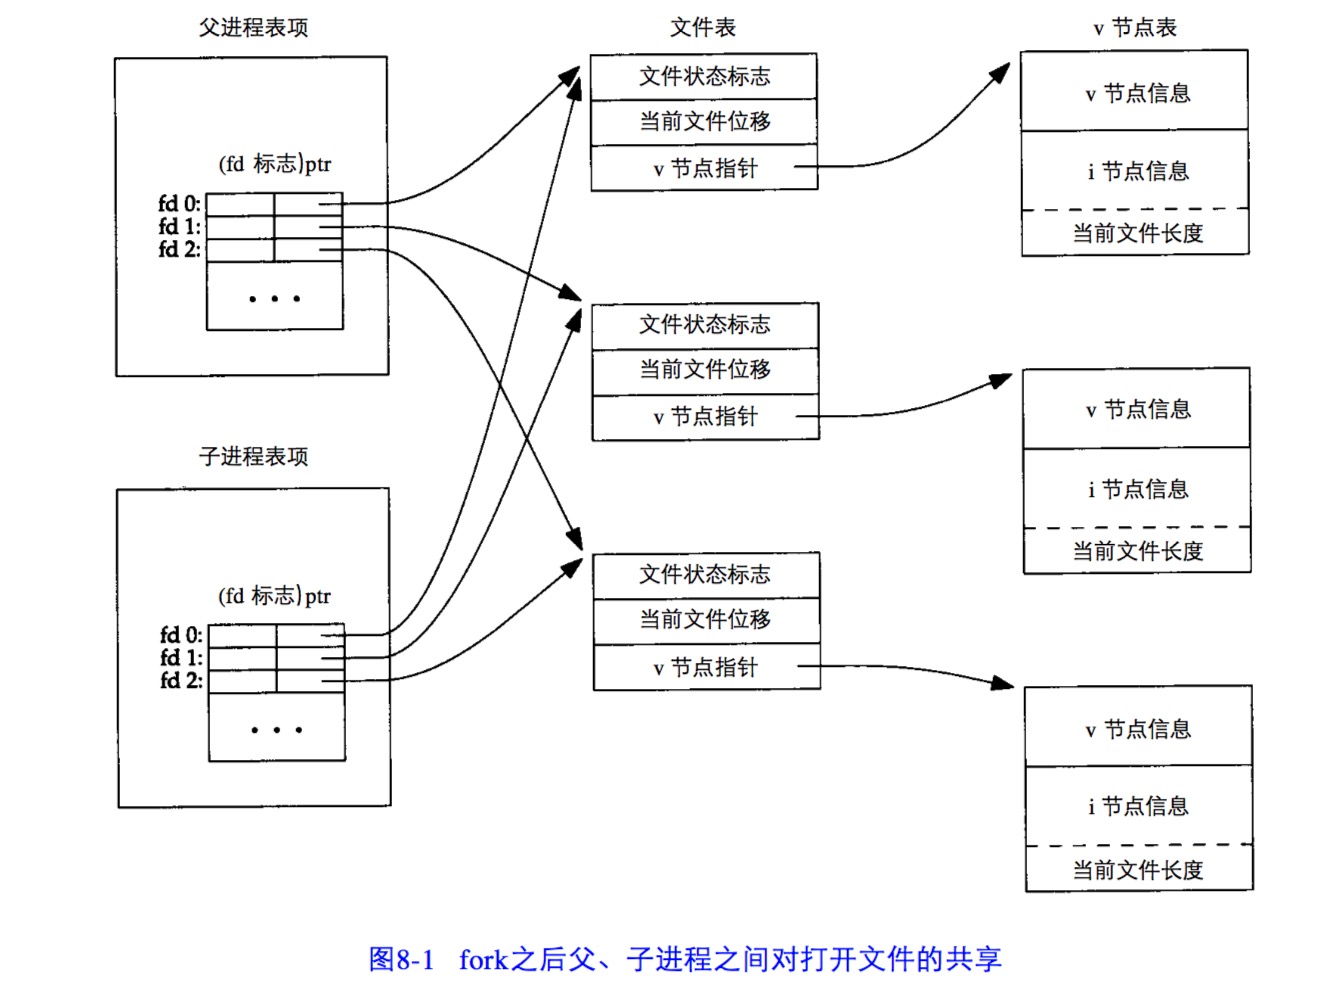 父进程表项
(fd 标志)ptr
fd 0:
fd 1:
fd 2:
• • •
子进程表项
(fd 标志)ptr
fd 0:
fd 1:
fd 2:
• • •
文件表
文件状态标志
当前文件位移
v 节点指针
文件状态标志
当前文件位移
v 节点指针
文件状态标志
当前文件位移
v 节点指针
v 节点表
v 节点信息
i 节点信息
当前文件长度
v 节点信息
i 节点信息
当前文件长度
v 节点信息
i 节点信息
当前文件长度
图8-1 fork之后父、子进程之间对打开文件的共享